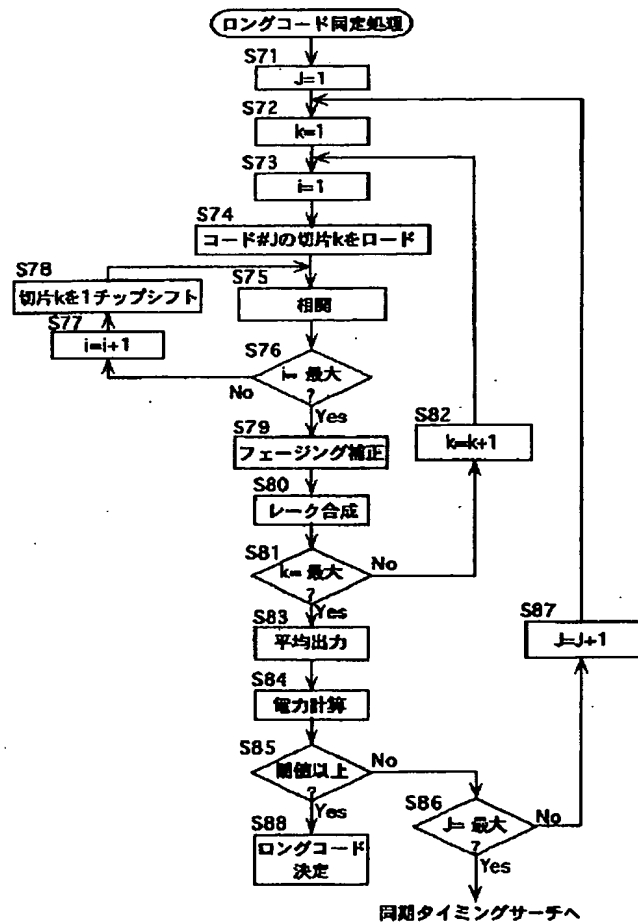 ロングコード同定処理
S71
J=1
S72
k=1
S73
i=1
S74
コード#Jの切片kをロード
S78
切片kを1チップシフト
S75
相関
S77
i=i+1
S76
i= 最大
?
No
Yes
S82
k=k+1
S79
フェージング補正
S80
レーク合成
S81
k= 最大
?
No
Yes
S87
J=J+1
S83
平均出力
S84
電力計算
S85
閾値以上
?
No
Yes
S86
J= 最大
?
No
Yes
S88
ロングコード
決定
同期タイミングサーチへ